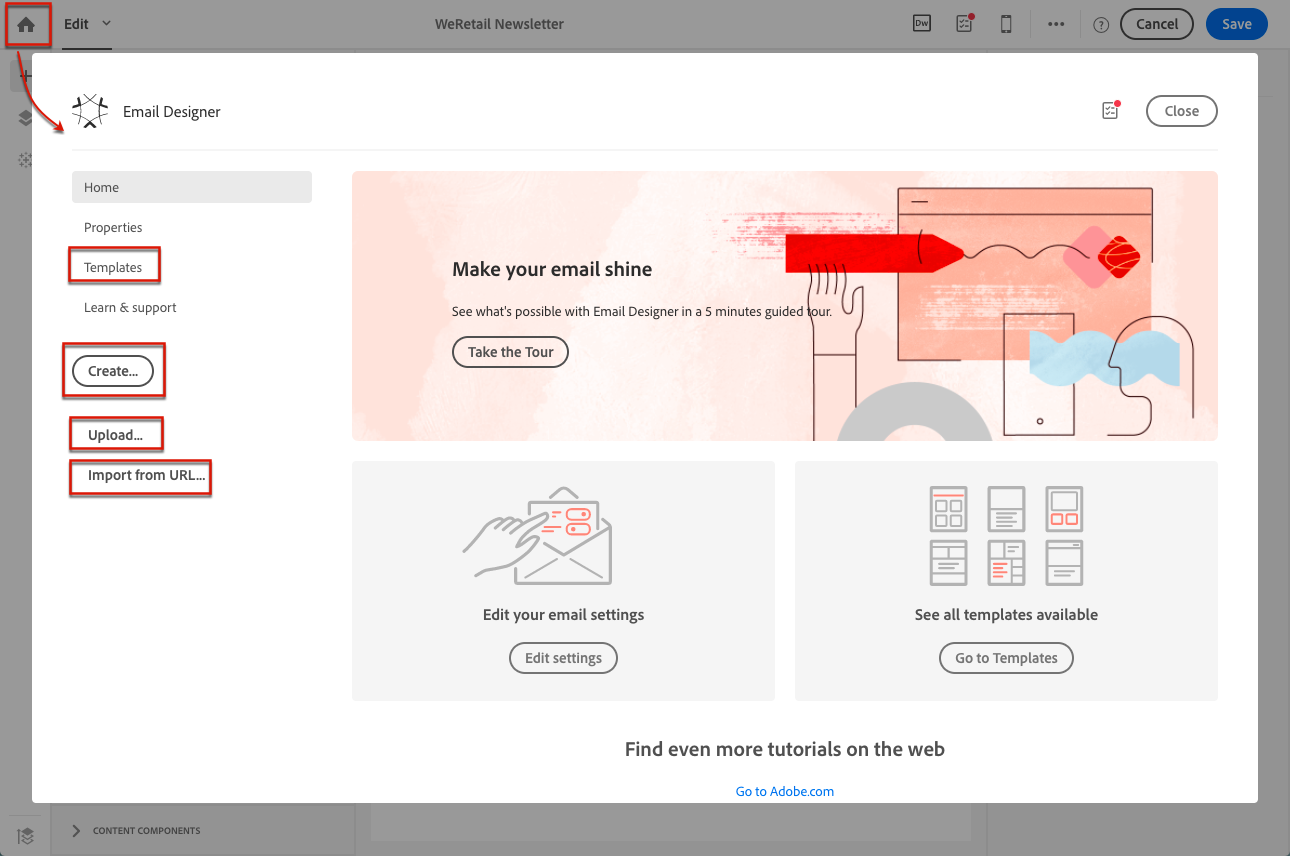 Edit
WeRetail Newsletter
Dw
?
Cancel
Save
Email Designer
Close
Home
Properties
Templates
Learn & support
Create...
Upload...
Import from URL...
Make your email shine
See what's possible with Email Designer in a 5 minutes guided tour.
Take the Tour
Edit your email settings
Edit settings
See all templates available
Go to Templates
Find even more tutorials on the web
Go to Adobe.com
CONTENT COMPONENTS